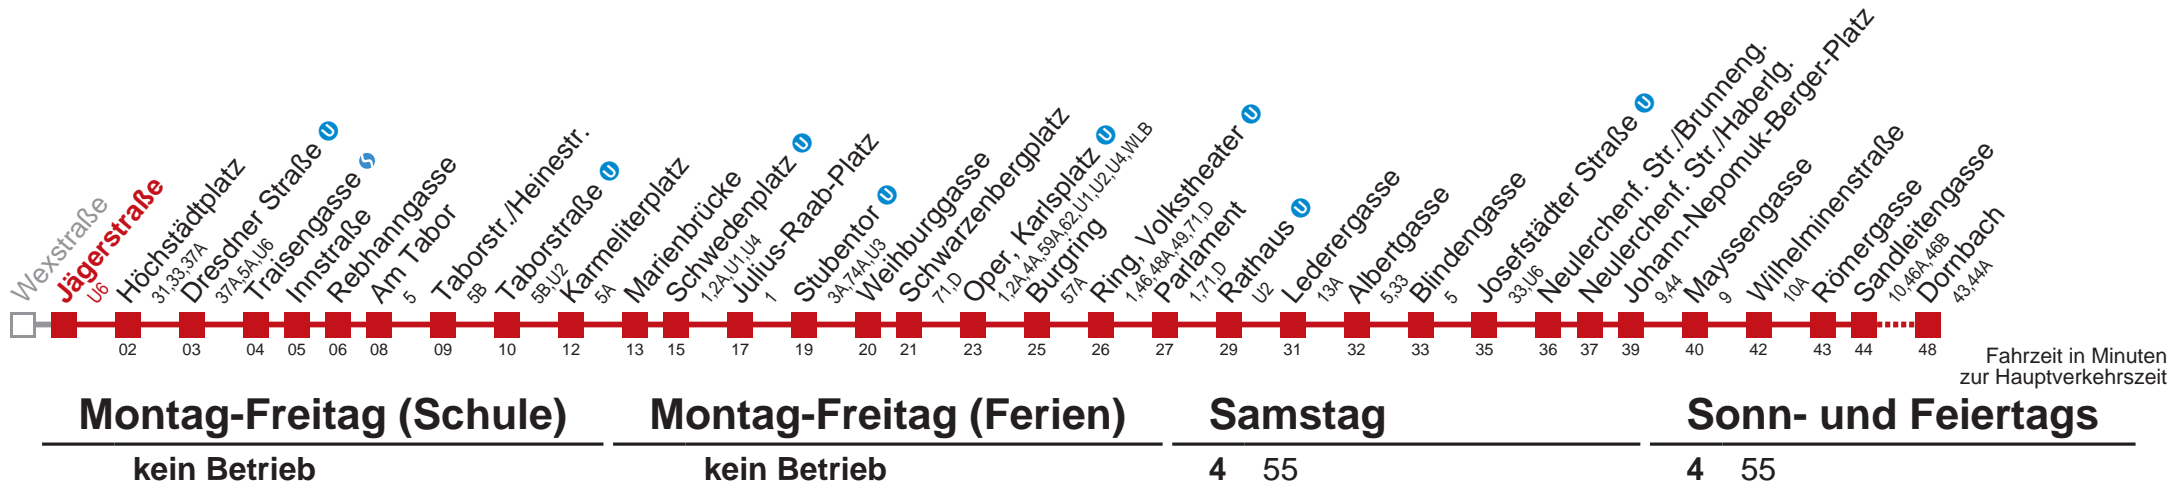 Wexstraße
Jägerstraße
U6
Höchstädtplatz
31,33,37A
Dresdner Straße U
37A,5A,U6
Traisengasse
Innstraße
Rebhanngasse
Am Tabor
5
Taborstr./Heinestr.
5B
Taborstraße U
5B,U2
Karmeliterplatz
5A
Marienbrücke
Schwedenplatz U
1,2A,U1,U4
Julius-Raab-Platz
1
Stubentor U
3A,74A,U3
Weihburggasse
Schwarzenbergplatz
71,D
Oper, Karlsplatz U
1,2A,4A,59A,62,U1,U2,U4,WLB
Burgring
57A
Ring, Volkstheater U
1,46,48A,49,71,D
Parlament
1,71,D
Rathaus U
U2
Lederergasse
13A
Albertgasse
5,33
Blindengasse
5
Josefstädter Straße U
33,U6
Neulerchenf. Str./Brunneng.
Neulerchenf. Str./Haberlg.
Johann-Nepomuk-Berger-Platz
9,44
Mayssengasse
9
Wilhelminenstraße
10A
Römergasse
Sandleitengasse
10,46A,46B
Dornbach
43,44A
02 03 04 05 06 08 09 10 12 13 15 17 19 20 21 23 25 26 27 29 31 32 33 35 36 37 39 40 42 43 44 48
Fahrzeit in Minuten
zur Hauptverkehrszeit
Montag-Freitag (Schule) Montag-Freitag (Ferien) Samstag Sonn- und Feiertags
kein Betrieb kein Betrieb 4 55 4 55